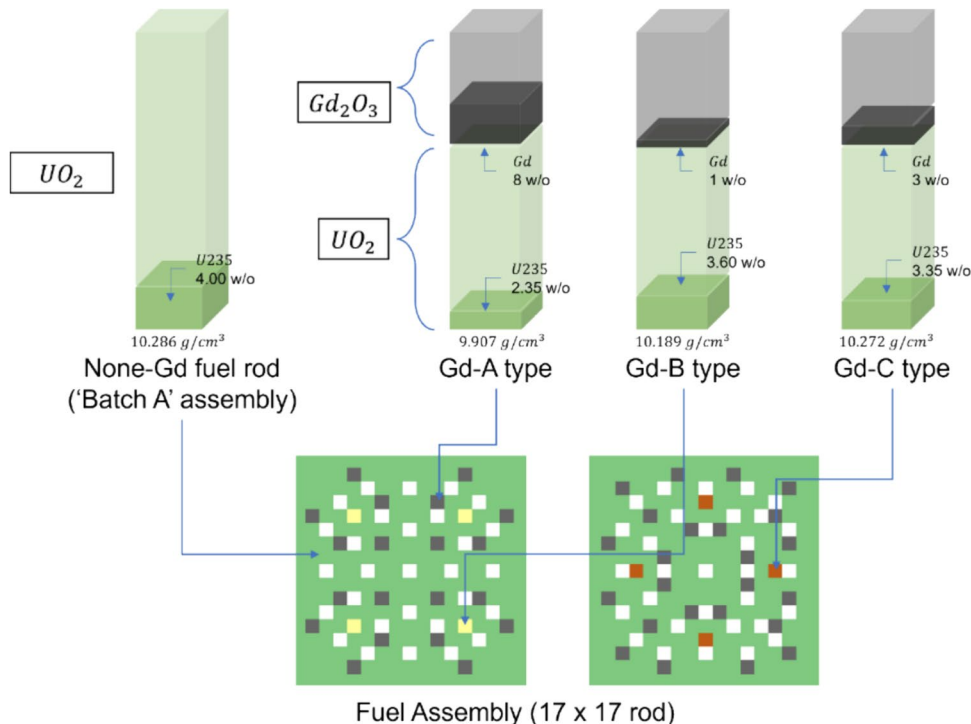 UO₂
U235
4.00 w/o
10.286 g/cm³
None-Gd fuel rod
(‘Batch A’ assembly)
Gd₂O₃
UO₂
Gd
8 w/o
U235
2.35 w/o
9.907 g/cm³
Gd-A type
Gd
1 w/o
U235
3.60 w/o
10.189 g/cm³
Gd-B type
Gd
3 w/o
U235
3.35 w/o
10.272 g/cm³
Gd-C type
Fuel Assembly (17 x 17 rod)